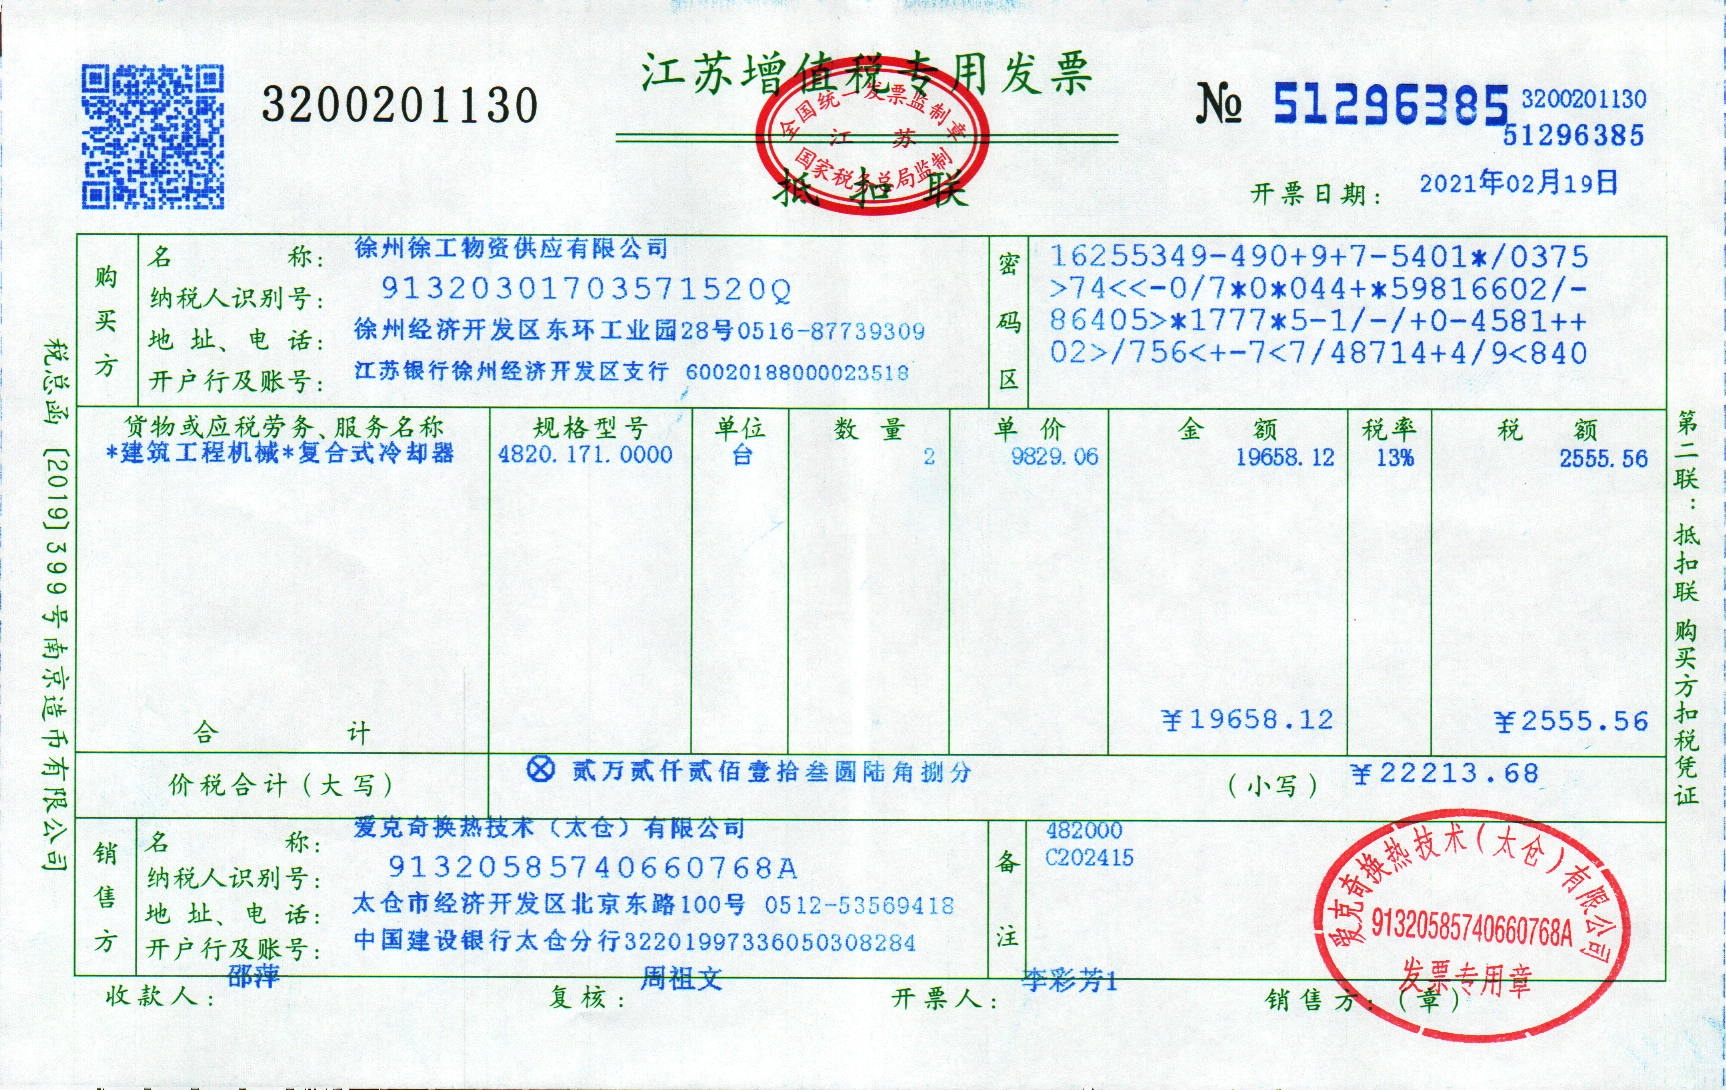 江苏增值税专用发票
3200201130
№ 51296385
3200201130
51296385
全国统一发票监制章
江 苏
国家税务总局监制
抵 扣 联
开票日期: 2021年02月19日
购买方
名 称: 徐州徐工物资供应有限公司
纳税人识别号: 91320301703571520Q
地 址、电 话: 徐州经济开发区东环工业园28号0516-87739309
开户行及账号: 江苏银行徐州经济开发区支行 60020188000023518
密码区
16255349-490+9+7-5401*/0375
>74<<-0/7*0*044+*59816602/-
86405>*1777*5-1/-/+0-4581++
02>/756<+-7<7/48714+4/9<840
货物或应税劳务、服务名称 规格型号 单位 数 量 单 价 金 额 税率 税 额
*建筑工程机械*复合式冷却器 4820.171.0000 台 2 9829.06 19658.12 13% 2555.56
合 计 ¥19658.12 ¥2555.56
价税合计(大写) ⊗ 贰万贰仟贰佰壹拾叁圆陆角捌分 (小写) ¥22213.68
销售方
名 称: 爱克奇换热技术(太仓)有限公司
纳税人识别号: 91320585740660768A
地 址、电 话: 太仓市经济开发区北京东路100号 0512-53569418
开户行及账号: 中国建设银行太仓分行32201997336050308284
备注
482000
C202415
爱克奇换热技术(太仓)有限公司
91320585740660768A
发票专用章
收款人: 邵萍 复核: 周祖文 开票人: 李彩芳1 销售方:(章)
税总函〔2019〕399号南京造币有限公司
第二联:抵扣联 购买方扣税凭证